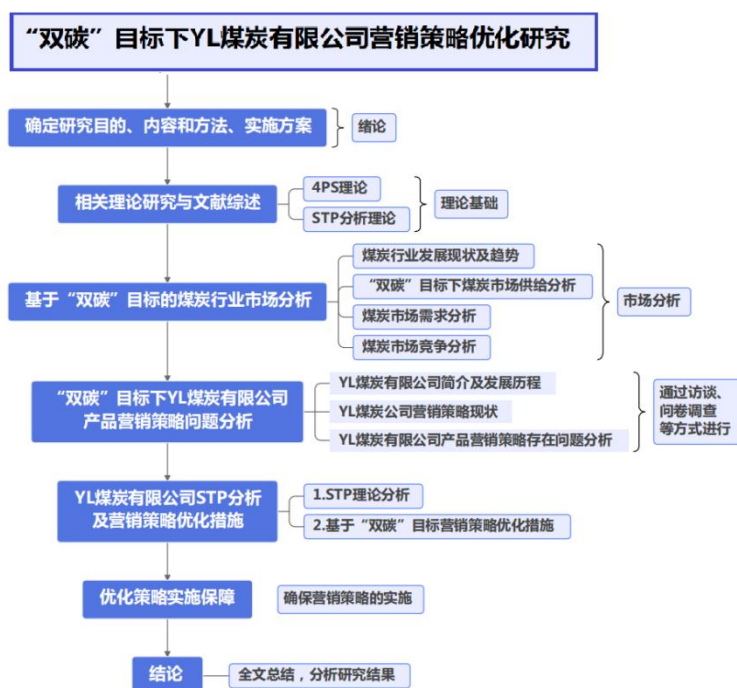 “双碳”目标下YL煤炭有限公司营销策略优化研究
确定研究目的、内容和方法、实施方案
绪论
相关理论研究与文献综述
4PS理论
STP分析理论
理论基础
基于“双碳”目标的煤炭行业市场分析
煤炭行业发展现状及趋势
“双碳”目标下煤炭市场供给分析
煤炭市场需求分析
煤炭市场竞争分析
市场分析
“双碳”目标下YL煤炭有限公司
产品营销策略问题分析
YL煤炭有限公司简介及发展历程
YL煤炭公司营销策略现状
YL煤炭有限公司产品营销策略存在问题分析
通过访谈、
问卷调查
等方式进行
YL煤炭有限公司STP分析
及营销策略优化措施
1.STP理论分析
2.基于“双碳”目标营销策略优化措施
优化策略实施保障
确保营销策略的实施
结论
全文总结，分析研究结果